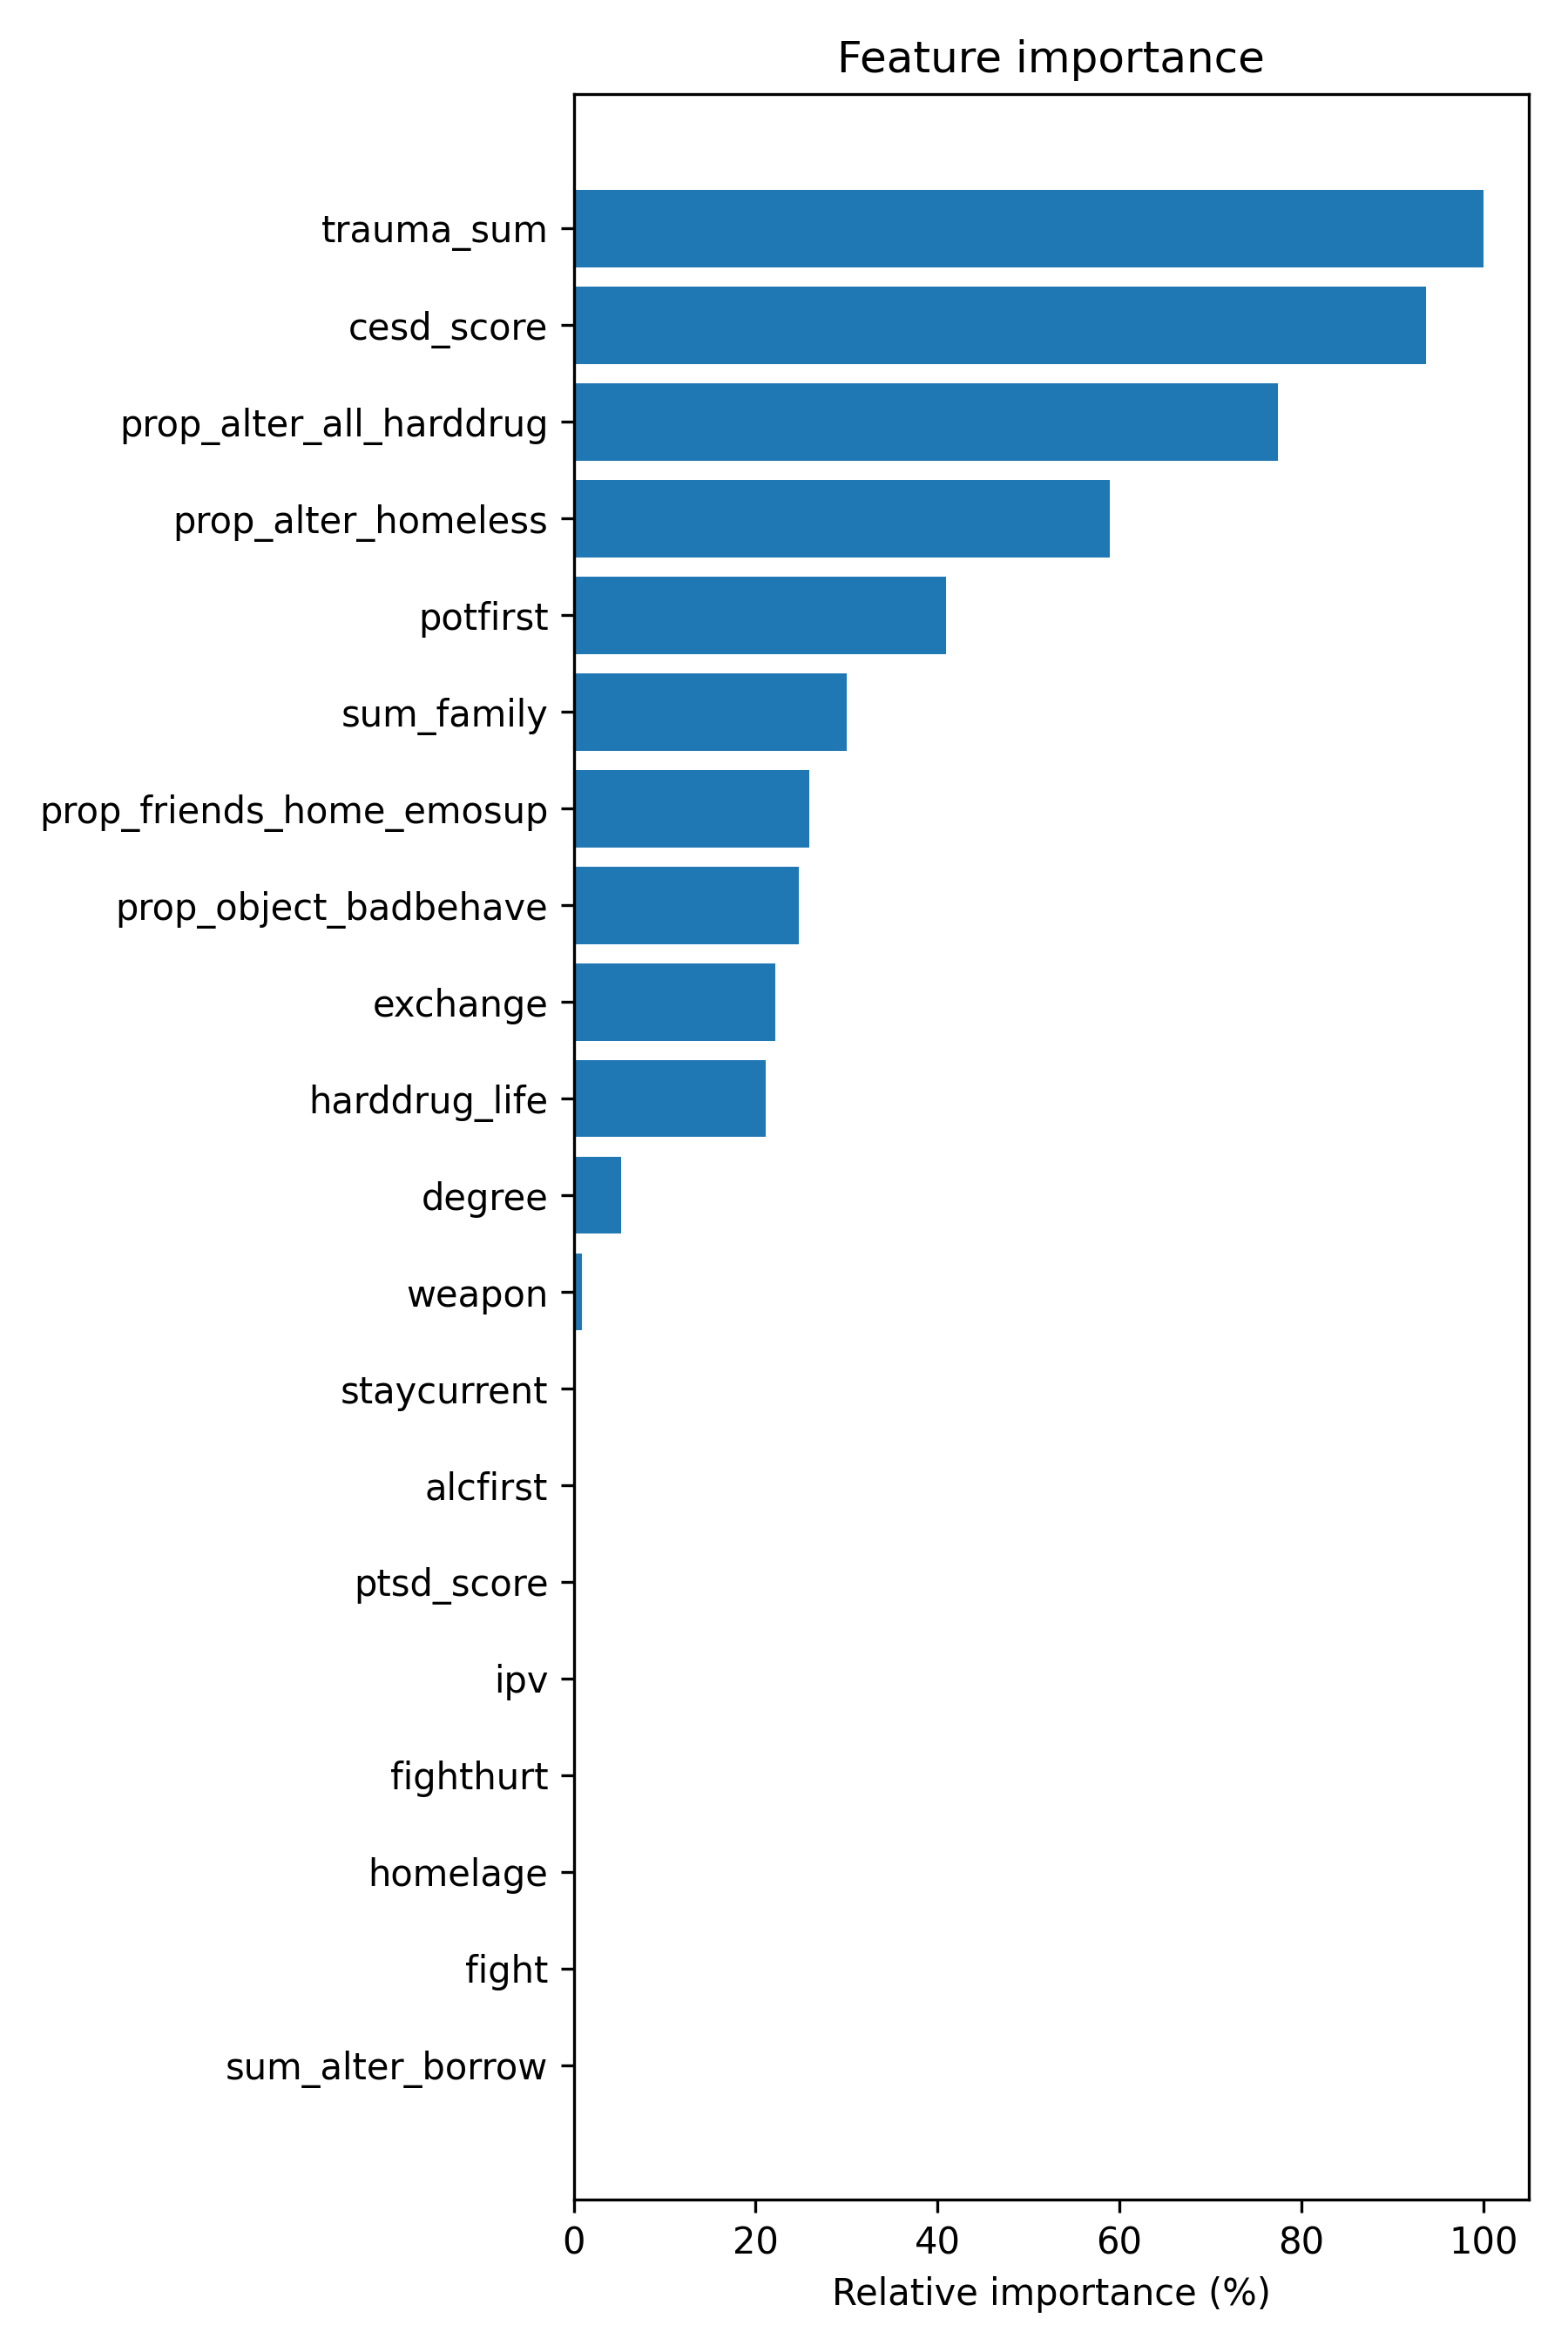 Feature importance
trauma_sum
cesd_score
prop_alter_all_harddrug
prop_alter_homeless
potfirst
sum_family
prop_friends_home_emosup
prop_object_badbehave
exchange
harddrug_life
degree
weapon
staycurrent
alcfirst
ptsd_score
ipv
fighthurt
homelage
fight
sum_alter_borrow
0 20 40 60 80 100
Relative importance (%)